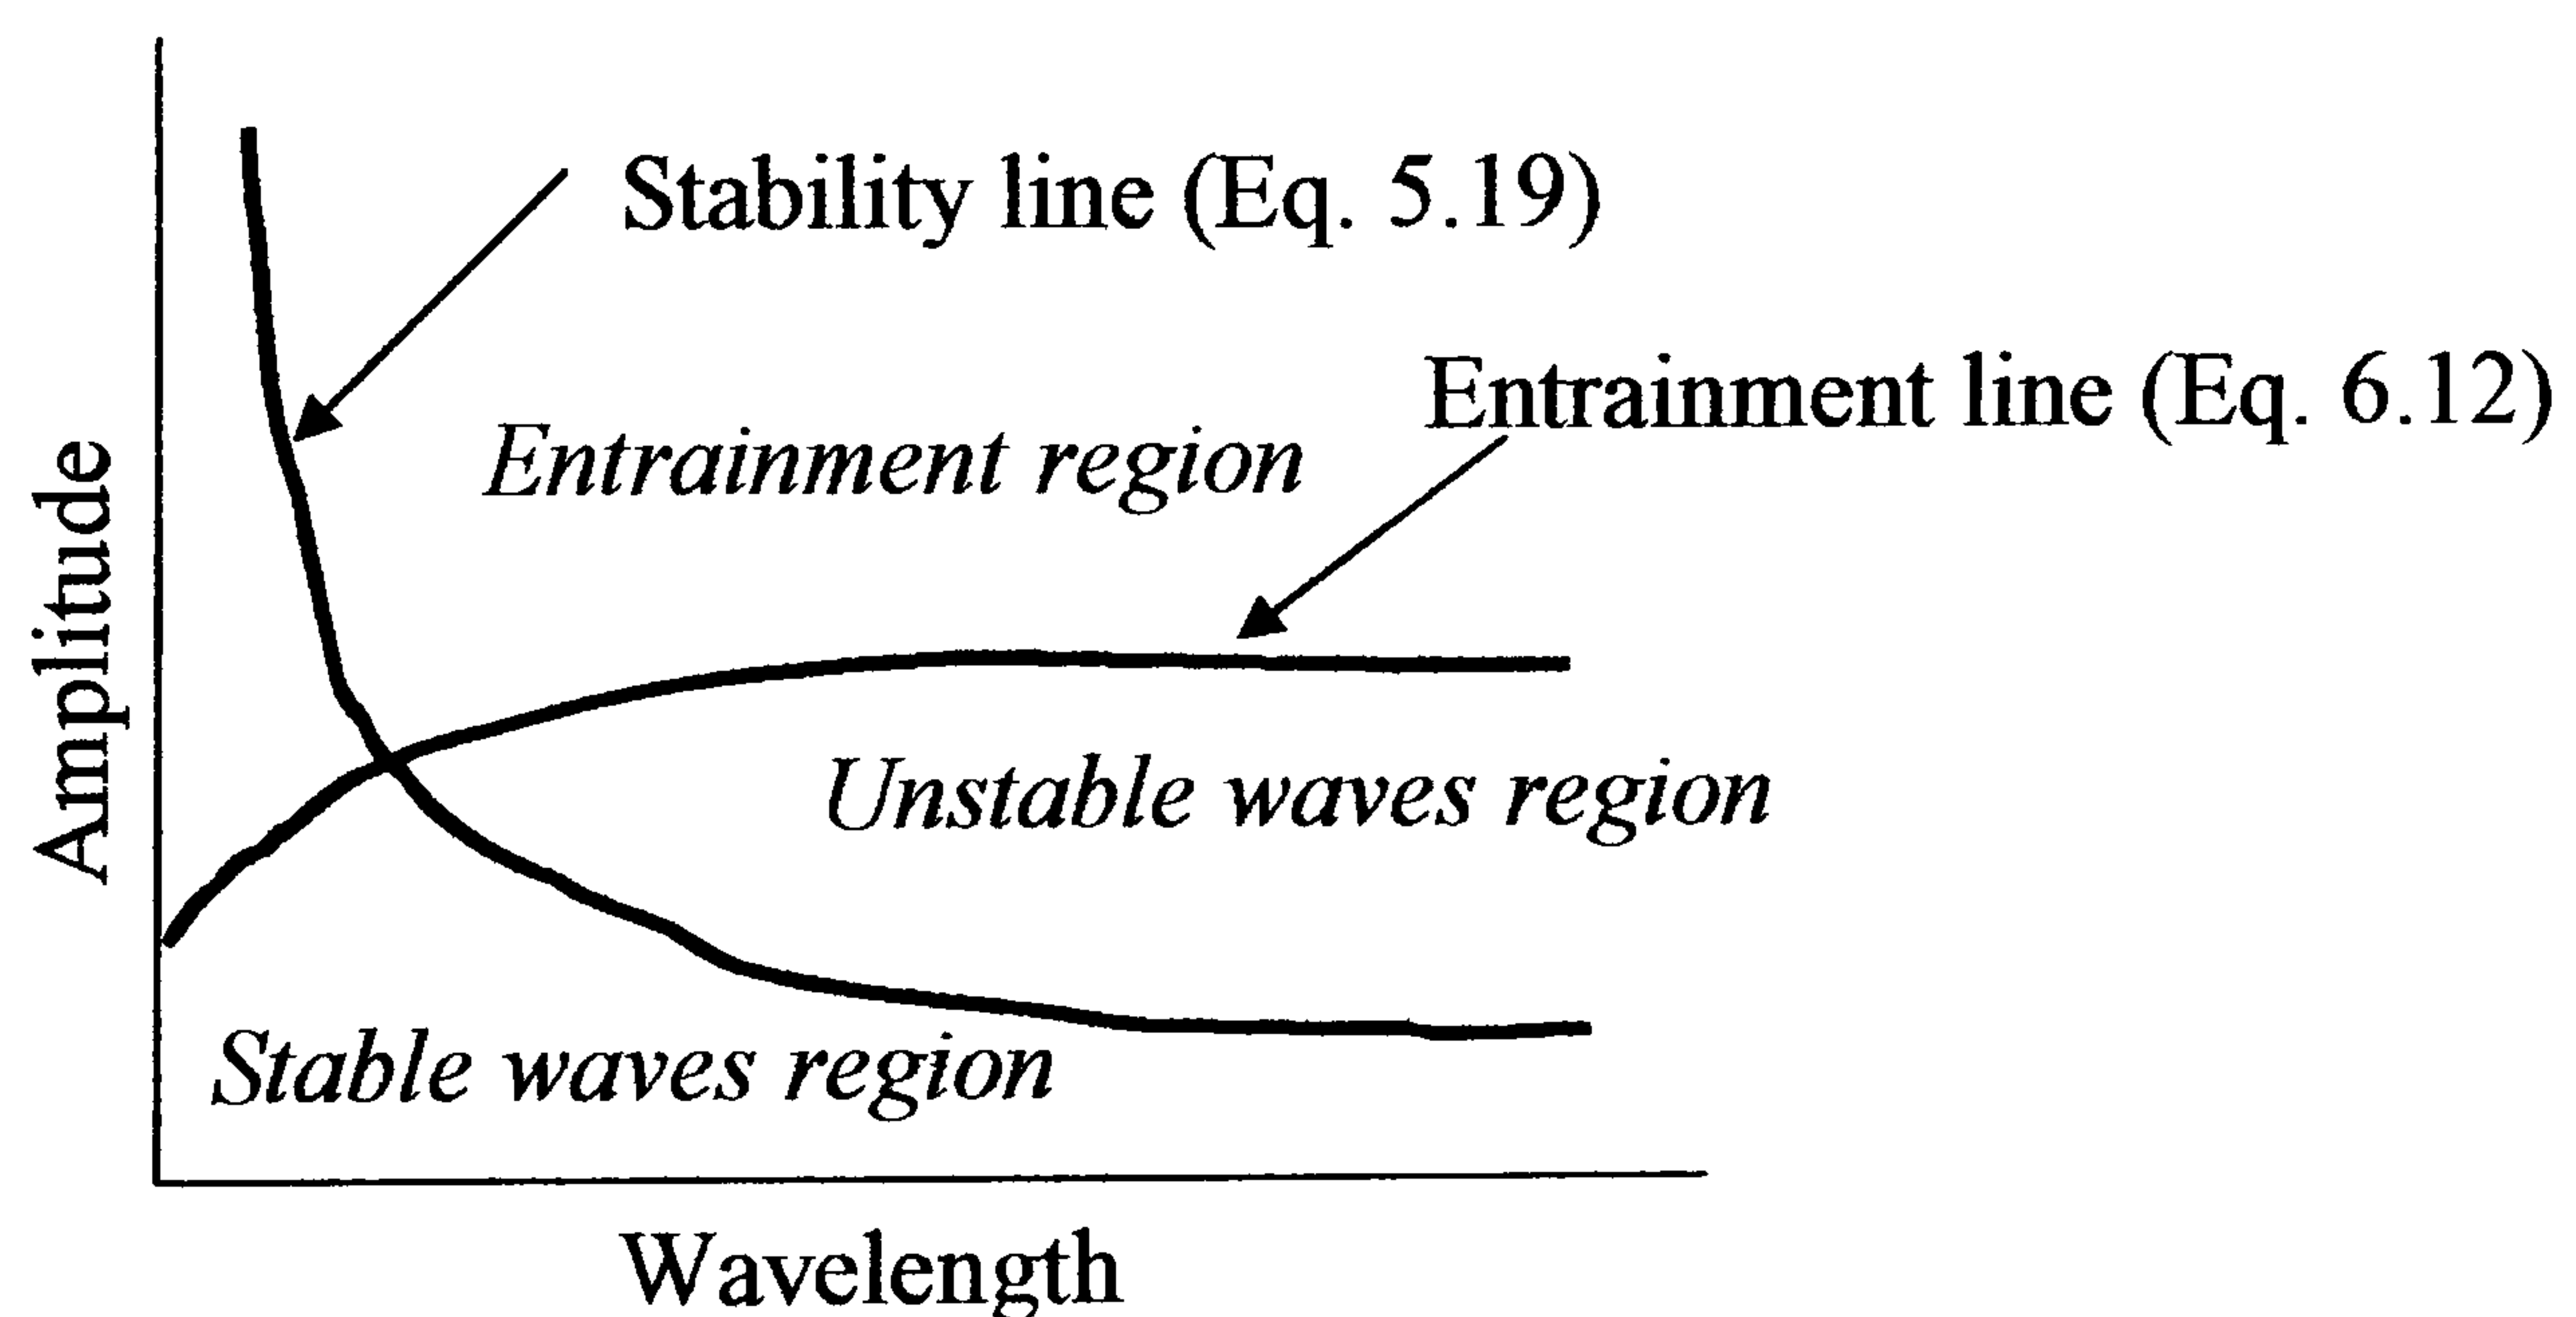 Stability line (Eq. 5.19)
Entrainment line (Eq. 6.12)
Entrainment region
Amplitude
Unstable waves region
Stable waves region
Wavelength